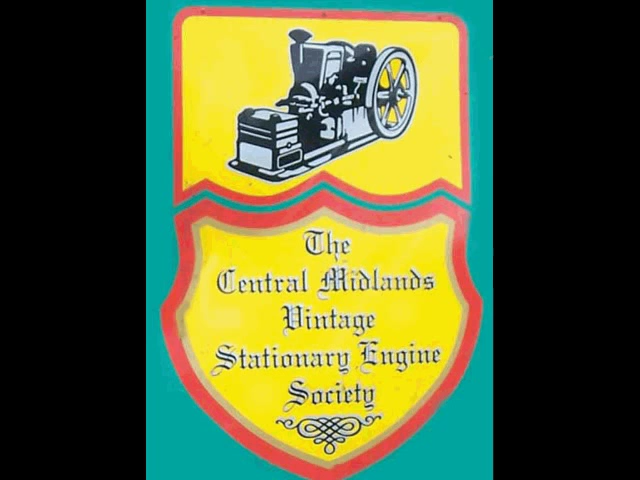 The
Central Midlands
Vintage
Stationary Engine
Society